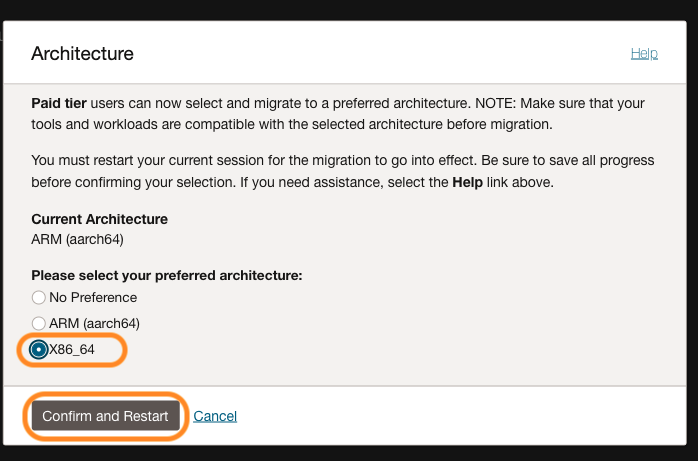 Architecture
Help
Paid tier users can now select and migrate to a preferred architecture. NOTE: Make sure that your
tools and workloads are compatible with the selected architecture before migration.
You must restart your current session for the migration to go into effect. Be sure to save all progress
before confirming your selection. If you need assistance, select the Help link above.
Current Architecture
ARM (aarch64)
Please select your preferred architecture:
No Preference
ARM (aarch64)
X86_64
Confirm and Restart
Cancel